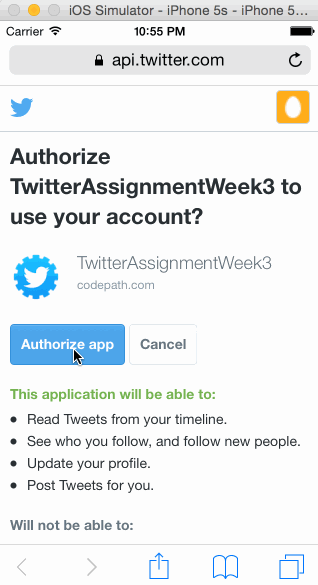 iOS Simulator - iPhone 5s - iPhone 5...
Carrier 10:55 PM
api.twitter.com
Authorize
TwitterAssignmentWeek3 to
use your account?
TwitterAssignmentWeek3
codepath.com
Authorize app Cancel
This application will be able to:
• Read Tweets from your timeline.
• See who you follow, and follow new people.
• Update your profile.
• Post Tweets for you.
Will not be able to: